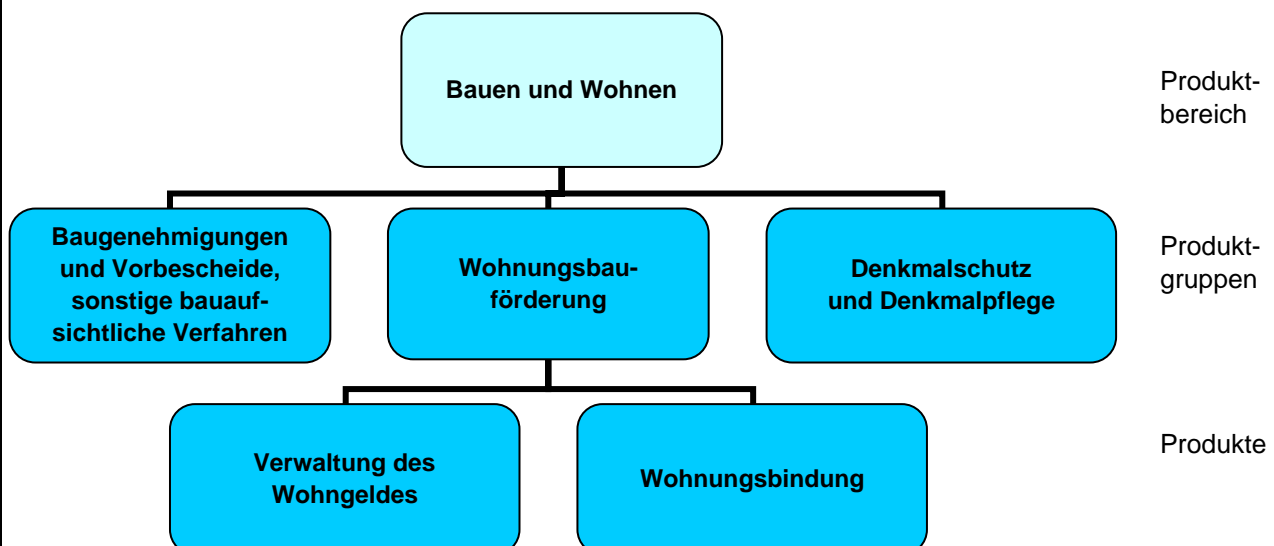 Bauen und Wohnen
Produkt-
bereich
Baugenehmigungen
und Vorbescheide,
sonstige bauauf-
sichtliche Verfahren
Wohnungsbau-
förderung
Denkmalschutz
und Denkmalpflege
Produkt-
gruppen
Verwaltung des
Wohngeldes
Wohnungsbindung
Produkte